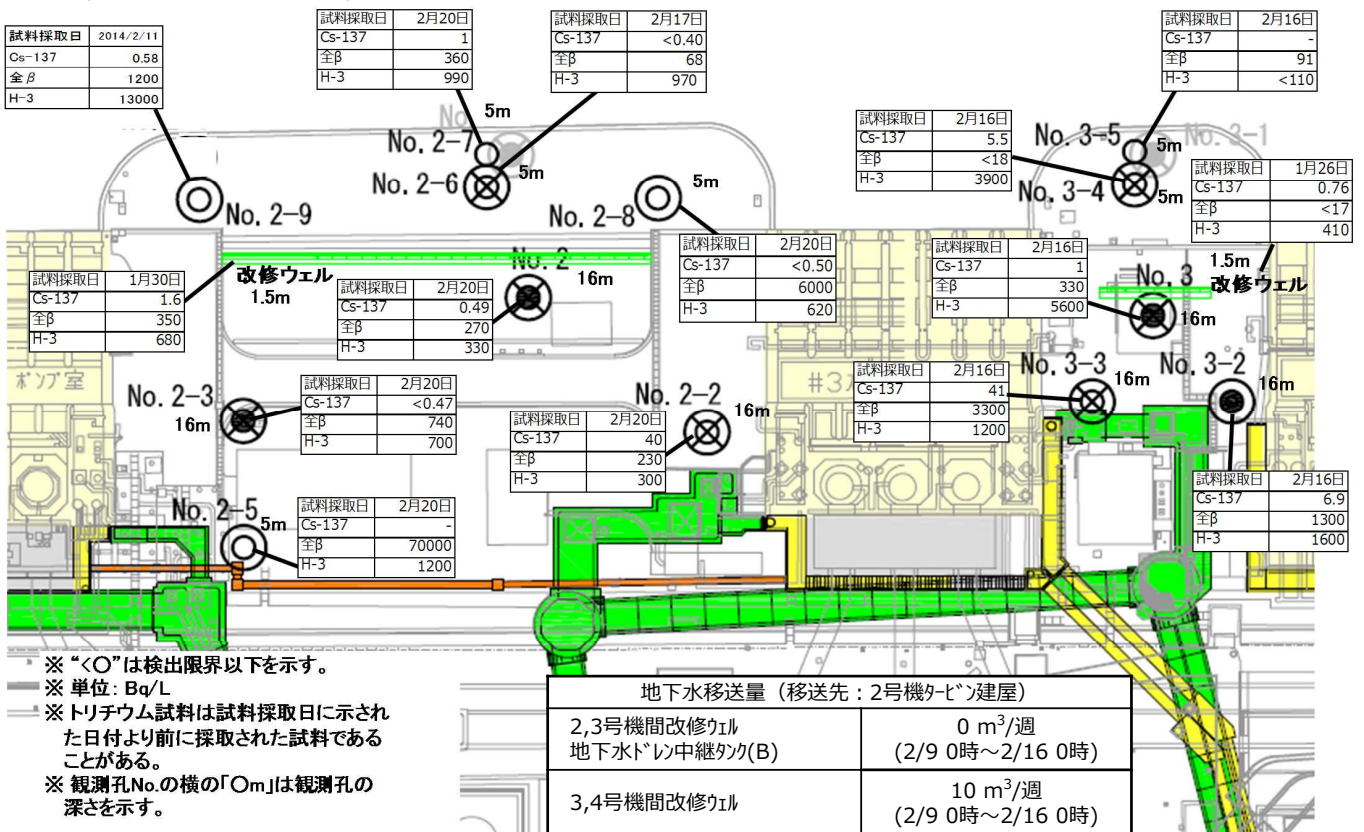 試料採取日 2014/2/11
Cs-137 0.58
全β 1200
H-3 13000
試料採取日 2月20日
Cs-137 1
全β 360
H-3 990
試料採取日 2月17日
Cs-137 <0.40
全β 68
H-3 970
試料採取日 2月16日
Cs-137 -
全β 91
H-3 <110
試料採取日 2月16日
Cs-137 5.5
全β <18
H-3 3900
試料採取日 1月26日
Cs-137 0.76
全β <17
H-3 410
No. 2-7
5m
No. 2-6
5m
No. 2-9
No. 2-8
5m
No. 3-5
5m
No. 3-1
No. 3-4
5m
試料採取日 1月30日
Cs-137 1.6
全β 350
H-3 680
改修ウェル
1.5m
試料採取日 2月20日
Cs-137 0.49
全β 270
H-3 330
No. 2
16m
試料採取日 2月20日
Cs-137 <0.50
全β 6000
H-3 620
試料採取日 2月16日
Cs-137 1
全β 330
H-3 5600
No. 3
16m
1.5m
改修ウェル
ポンプ室
No. 2-3
16m
試料採取日 2月20日
Cs-137 <0.47
全β 740
H-3 700
試料採取日 2月20日
Cs-137 40
全β 230
H-3 300
No. 2-2
16m
試料採取日 2月16日
Cs-137 41
全β 3300
H-3 1200
No. 3-3
16m
No. 3-2
16m
試料採取日 2月16日
Cs-137 6.9
全β 1300
H-3 1600
No. 2-5
5m
試料採取日 2月20日
Cs-137 -
全β 70000
H-3 1200
※ “<○”は検出限界以下を示す。
※ 単位: Bq/L
※ トリチウム試料は試料採取日に示され
た日付より前に採取された試料である
ことがある。
※ 観測孔No.の横の「○m」は観測孔の
深さを示す。
地下水移送量(移送先:2号機タービン建屋)
2,3号機間改修ウェル
地下水ドレン中継タンク(B)
0 m³/週
(2/9 0時~2/16 0時)
3,4号機間改修ウェル
10 m³/週
(2/9 0時~2/16 0時)